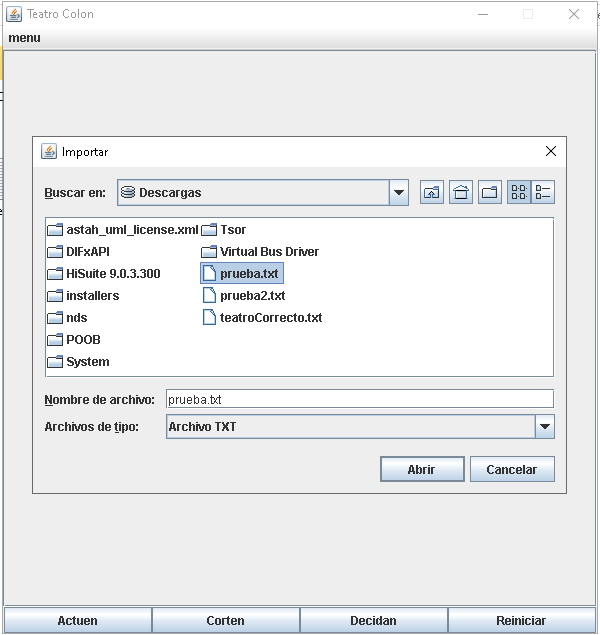 Teatro Colon
menu
Importar
Buscar en: Descargas
astah_uml_license.xml Tsor
DIFxAPI Virtual Bus Driver
HiSuite 9.0.3.300 prueba.txt
installers prueba2.txt
nds teatroCorrecto.txt
POOB
System
Nombre de archivo: prueba.txt
Archivos de tipo: Archivo TXT
Abrir Cancelar
Actuen Corten Decidan Reiniciar